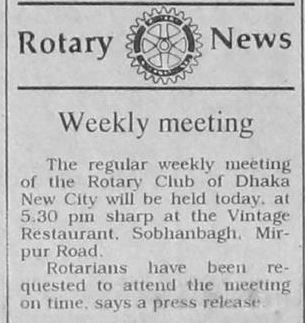 Rotary News
Weekly meeting
The regular weekly meeting
of the Rotary Club of Dhaka
New City will be held today, at
5.30 pm sharp at the Vintage
Restaurant, Sobhanbagh, Mir-
pur Road.
Rotarians have been re-
quested to attend the meeting
on time, says a press release.